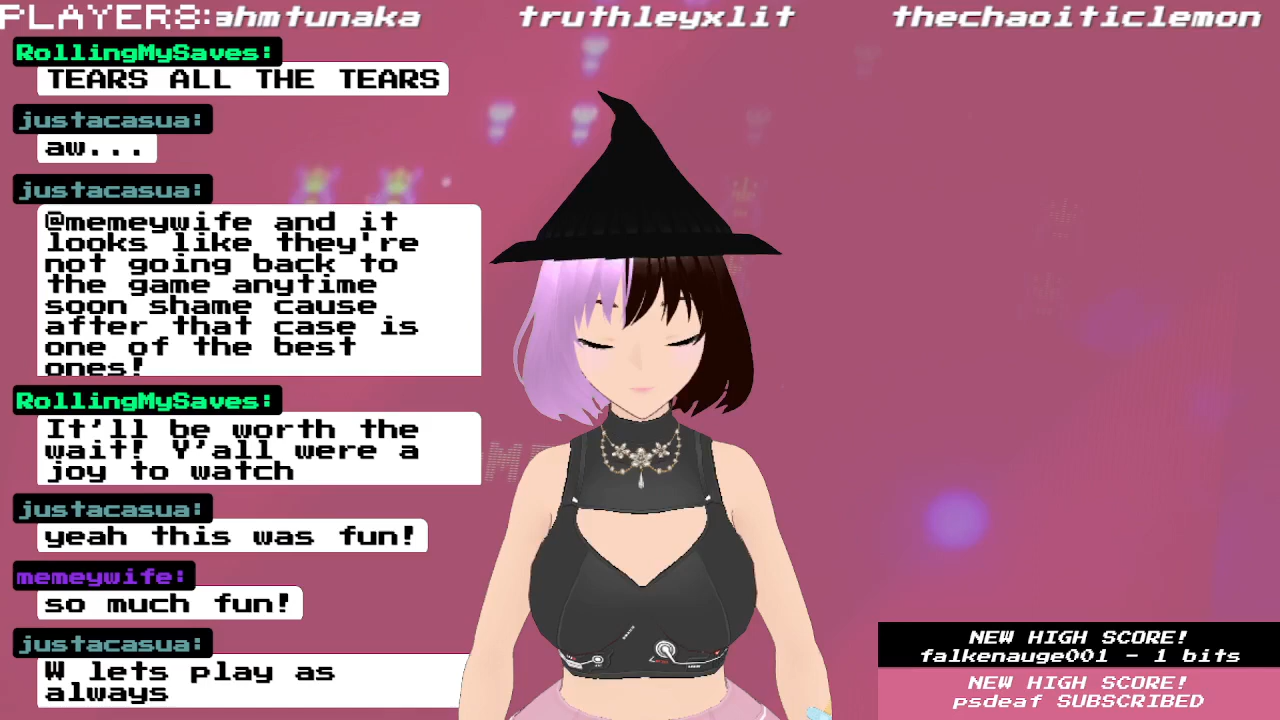 PLAYERS: ahmtunaka truthleyxlit thechaoiticlemon
RollingMySaves:
TEARS ALL THE TEARS
justacasua:
aw...
justacasua:
@memeywife and it
looks like they're
not going back to
the game anytime
soon shame cause
after that case is
one of the best
ones!
RollingMySaves:
It'll be worth the
wait! Y'all were a
joy to watch
justacasua:
yeah this was fun!
memeywife:
so much fun!
justacasua:
W lets play as
always
NEW HIGH SCORE!
falkenauge001 - 1 bits
NEW HIGH SCORE!
psdeaf SUBSCRIBED